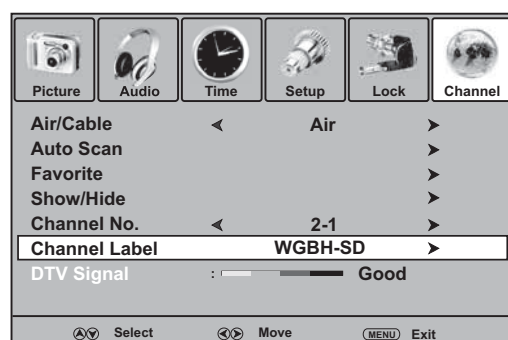 Picture Audio Time Setup Lock Channel
Air/Cable Air
Auto Scan
Favorite
Show/Hide
Channel No. 2-1
Channel Label WGBH-SD
DTV Signal : Good
Select Move MENU Exit